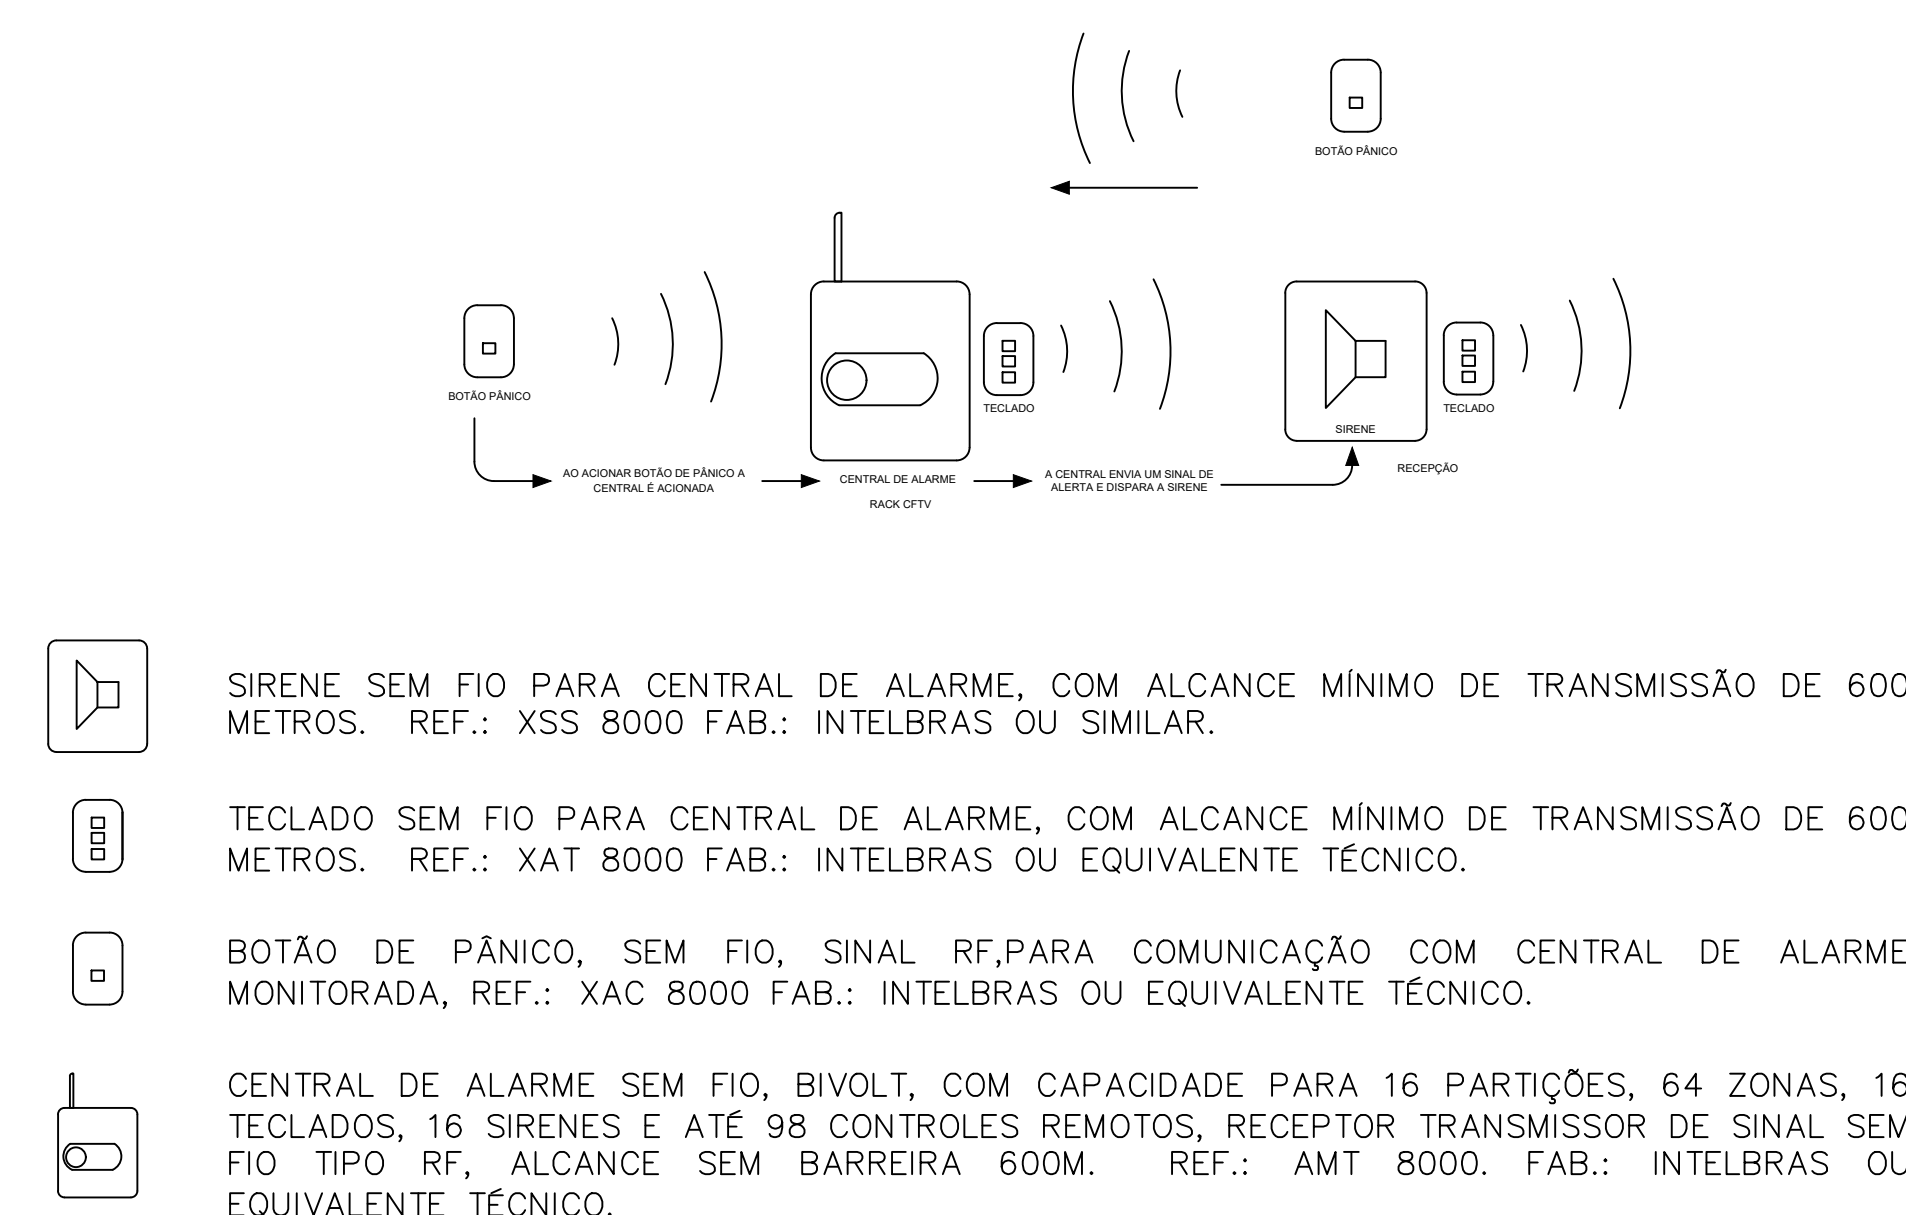 BOTÃO PÂNICO
BOTÃO PÂNICO
TECLADO
TECLADO
SIRENE
RECEPÇÃO
AO ACIONAR BOTÃO DE PÂNICO A
CENTRAL É ACIONADA
CENTRAL DE ALARME
RACK CFTV
A CENTRAL ENVIA UM SINAL DE
ALERTA E DISPARA A SIRENE
SIRENE SEM FIO PARA CENTRAL DE ALARME, COM ALCANCE MÍNIMO DE TRANSMISSÃO DE 600
METROS. REF.: XSS 8000 FAB.: INTELBRAS OU SIMILAR.
TECLADO SEM FIO PARA CENTRAL DE ALARME, COM ALCANCE MÍNIMO DE TRANSMISSÃO DE 600
METROS. REF.: XAT 8000 FAB.: INTELBRAS OU EQUIVALENTE TÉCNICO.
BOTÃO DE PÂNICO, SEM FIO, SINAL RF,PARA COMUNICAÇÃO COM CENTRAL DE ALARME
MONITORADA, REF.: XAC 8000 FAB.: INTELBRAS OU EQUIVALENTE TÉCNICO.
CENTRAL DE ALARME SEM FIO, BIVOLT, COM CAPACIDADE PARA 16 PARTIÇÕES, 64 ZONAS, 16
TECLADOS, 16 SIRENES E ATÉ 98 CONTROLES REMOTOS, RECEPTOR TRANSMISSOR DE SINAL SEM
FIO TIPO RF, ALCANCE SEM BARREIRA 600M. REF.: AMT 8000. FAB.: INTELBRAS OU
EQUIVALENTE TÉCNICO.